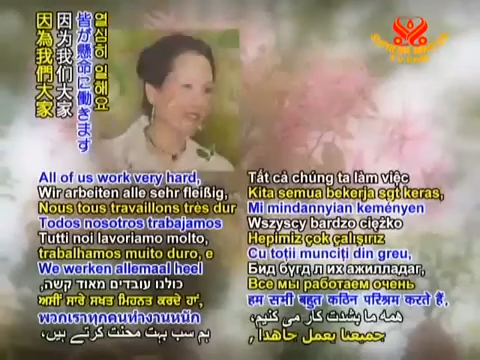 열심히 일해요
皆が懸命に働きます
因为我们大家
因為我們大家
All of us work very hard,
Wir arbeiten alle sehr fleißig,
Nous tous travaillons très dur
Todos nosotros trabajamos
Tutti noi lavoriamo molto,
trabalhamos muito duro, e
We werken allemaal heel
כולנו עובדים מאוד קשה,
ਅਸੀਂ ਸਾਰੇ ਸਖਤ ਮਿਹਨਤ ਕਰਦੇ ਹਾਂ,
พวกเราทุกคนทำงานหนัก
ہم سب بہت محنت کرتے ہیں،
Tất cả chúng ta làm việc
Kita semua bekerja sgt keras,
Mi mindannyian keményen
Wszyscy bardzo ciężko
Hepimiz çok çalışırız
Cu toții munciți din greu,
Бид бүгд л их ажилладаг,
Все мы работаем очень
हम सभी बहुत कठिन परिश्रम करते हैं,
همه ما بشدت کار می کنیم،
جميعنا يعمل جاهدا ,